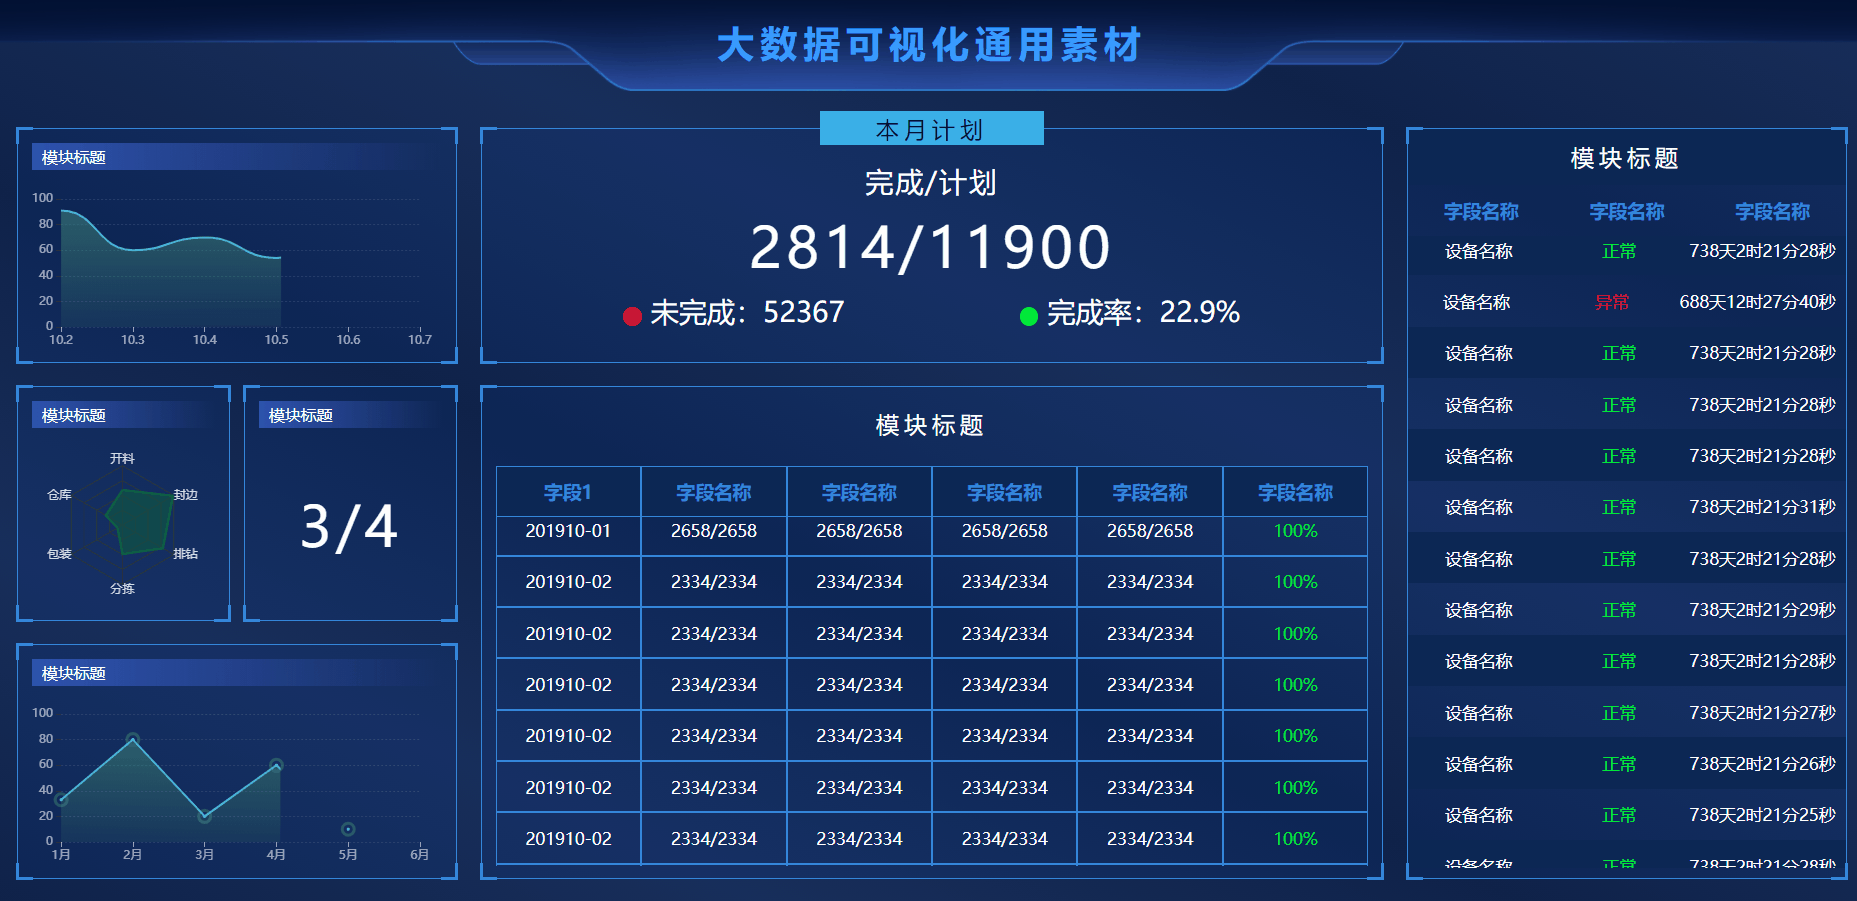 大数据可视化通用素材
模块标题
100
80
60
40
20
0
10.2 10.3 10.4 10.5 10.6 10.7
模块标题
开料
仓库 封边
包装 排钻
分拣
模块标题
3/4
模块标题
100
80
60
40
20
0
1月 2月 3月 4月 5月 6月
本月计划
完成/计划
2814/11900
未完成：52367 完成率：22.9%
模块标题
字段1 字段名称 字段名称 字段名称 字段名称 字段名称
201910-01 2658/2658 2658/2658 2658/2658 2658/2658 100%
201910-02 2334/2334 2334/2334 2334/2334 2334/2334 100%
201910-02 2334/2334 2334/2334 2334/2334 2334/2334 100%
201910-02 2334/2334 2334/2334 2334/2334 2334/2334 100%
201910-02 2334/2334 2334/2334 2334/2334 2334/2334 100%
201910-02 2334/2334 2334/2334 2334/2334 2334/2334 100%
201910-02 2334/2334 2334/2334 2334/2334 2334/2334 100%
模块标题
字段名称 字段名称 字段名称
设备名称 正常 738天2时21分28秒
设备名称 异常 688天12时27分40秒
设备名称 正常 738天2时21分28秒
设备名称 正常 738天2时21分28秒
设备名称 正常 738天2时21分28秒
设备名称 正常 738天2时21分31秒
设备名称 正常 738天2时21分28秒
设备名称 正常 738天2时21分29秒
设备名称 正常 738天2时21分28秒
设备名称 正常 738天2时21分27秒
设备名称 正常 738天2时21分26秒
设备名称 正常 738天2时21分25秒
设备名称 正常 738天2时21分28秒